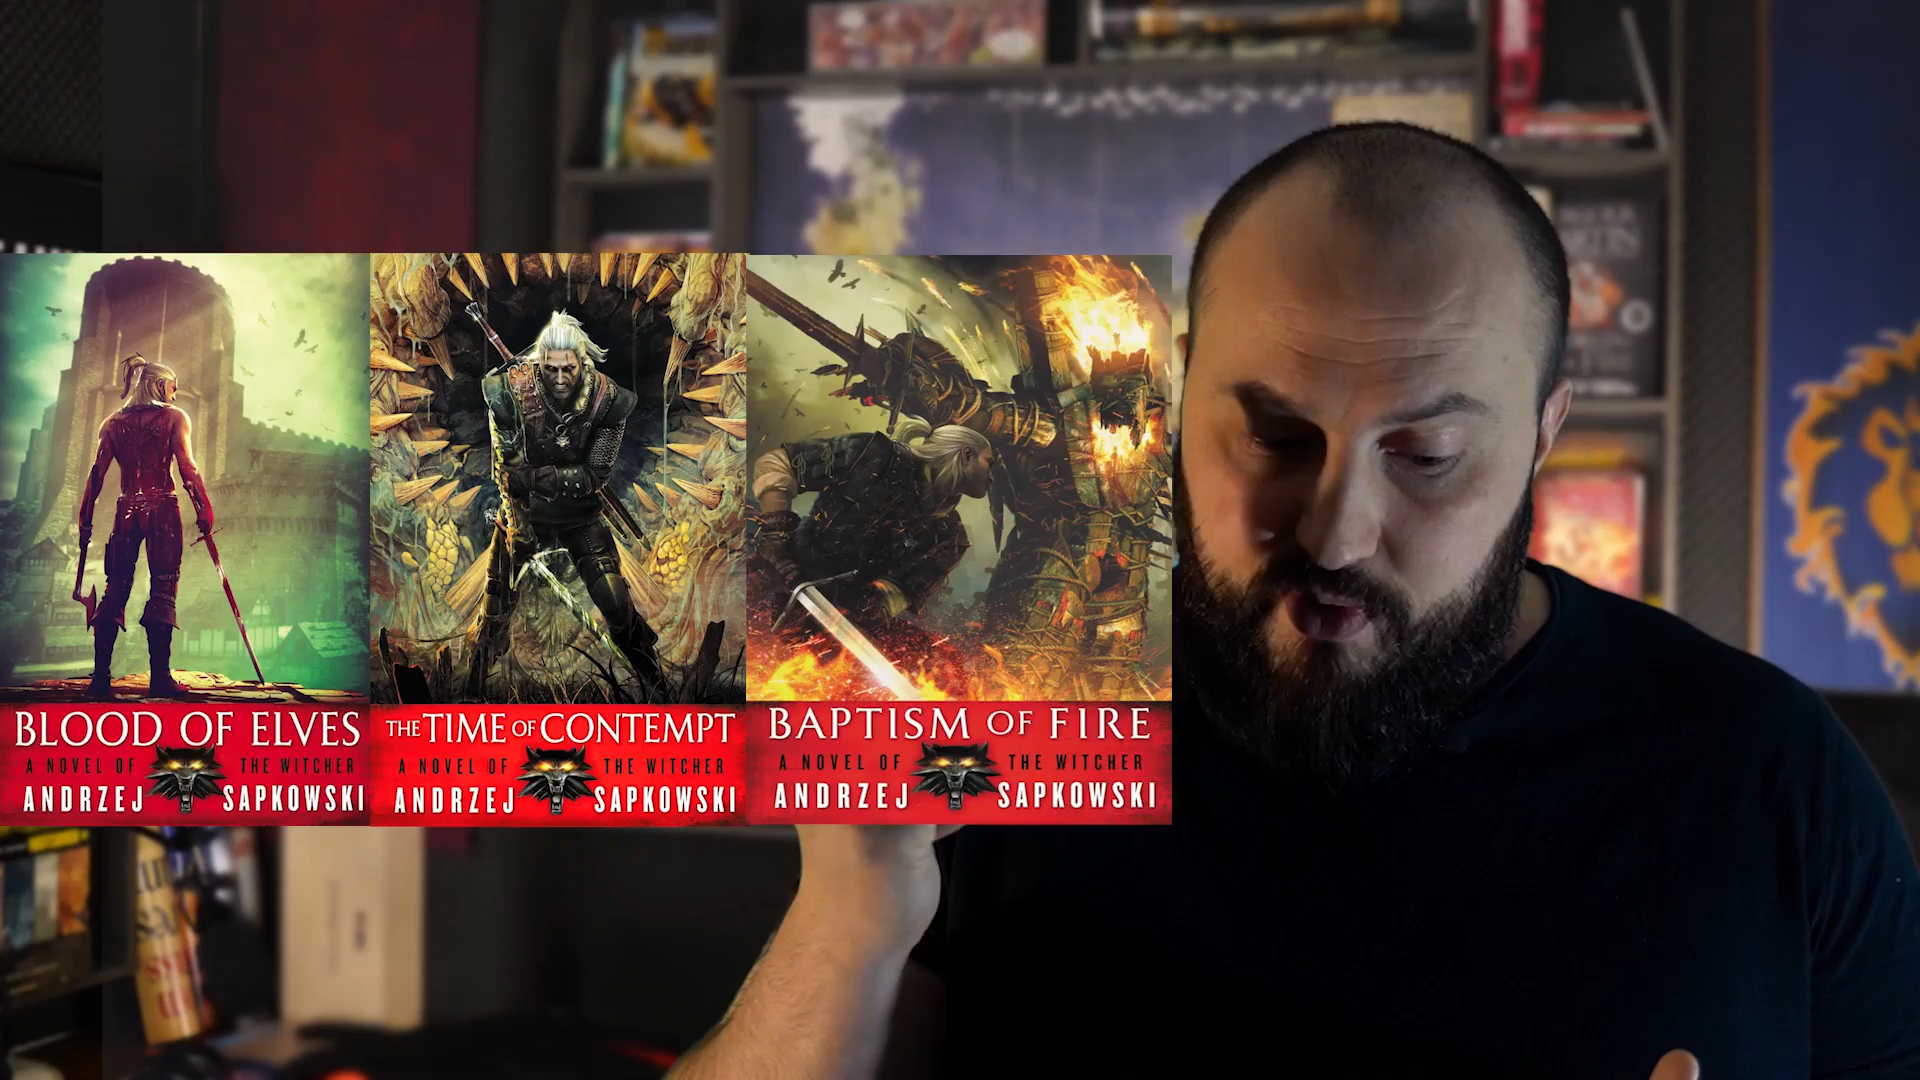 BLOOD OF ELVES
A NOVEL OF THE WITCHER
ANDRZEJ SAPKOWSKI
THE TIME OF CONTEMPT
A NOVEL OF THE WITCHER
ANDRZEJ SAPKOWSKI
BAPTISM OF FIRE
A NOVEL OF THE WITCHER
ANDRZEJ SAPKOWSKI